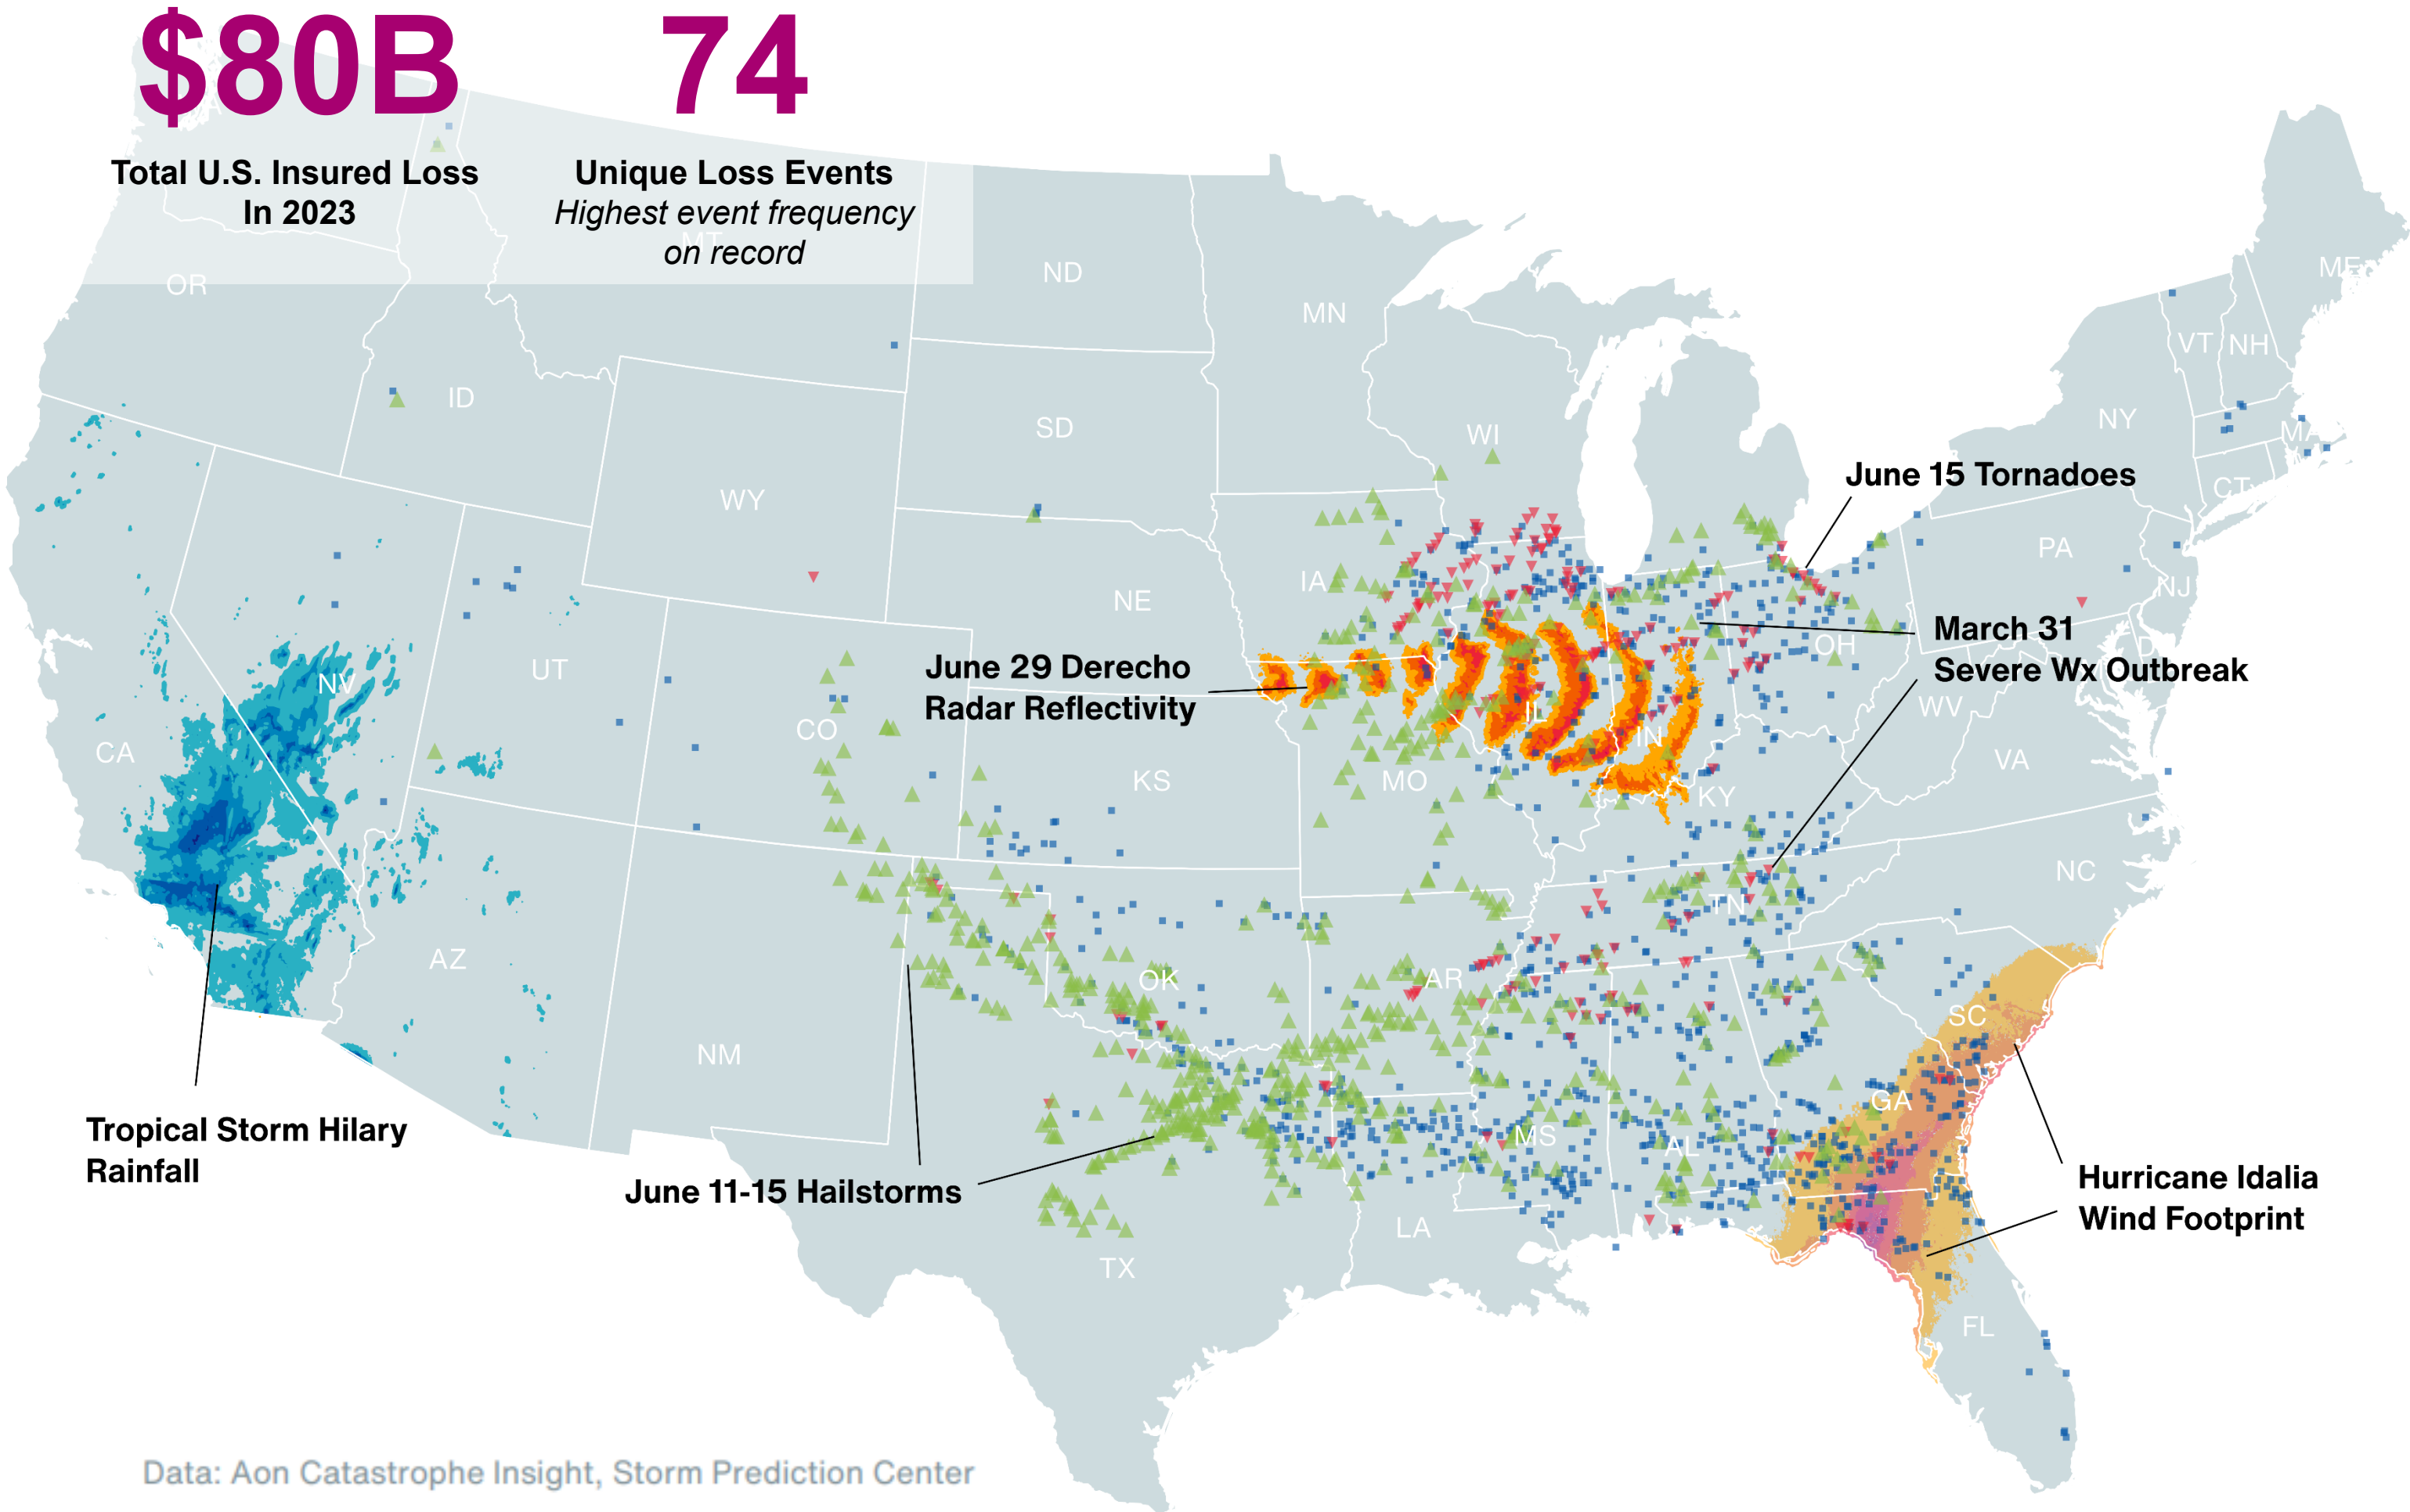 $80B
74
Total U.S. Insured Loss
In 2023
Unique Loss Events
Highest event frequency
on record
MT
OR
ID
ND
MN
SD
WI
WY
NE
IA
ME
VT
NH
NY
MA
CT
PA
NJ
June 15 Tornadoes
March 31
Severe Wx Outbreak
OH
WV
VA
June 29 Derecho
Radar Reflectivity
NV
UT
CA
CO
KS
MO
IL
IN
KY
NC
TN
AZ
NM
OK
AR
SC
GA
MS
AL
LA
TX
FL
Tropical Storm Hilary
Rainfall
June 11-15 Hailstorms
Hurricane Idalia
Wind Footprint
Data: Aon Catastrophe Insight, Storm Prediction Center